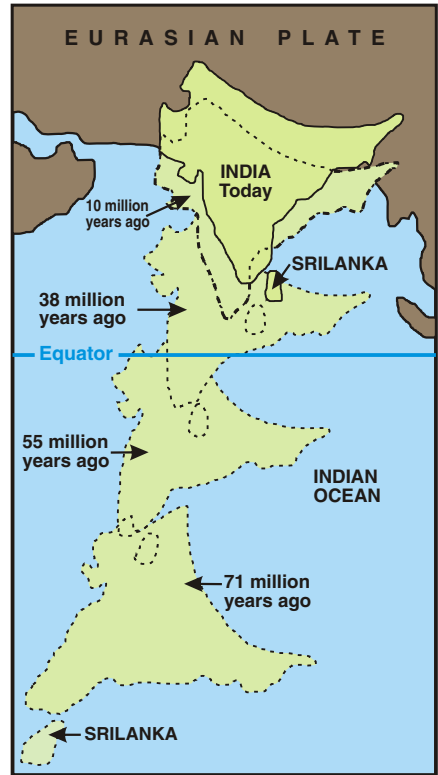 EURASIAN PLATE
INDIA
Today
10 million
years ago
SRILANKA
38 million
years ago
Equator
55 million
years ago
INDIAN
OCEAN
71 million
years ago
SRILANKA